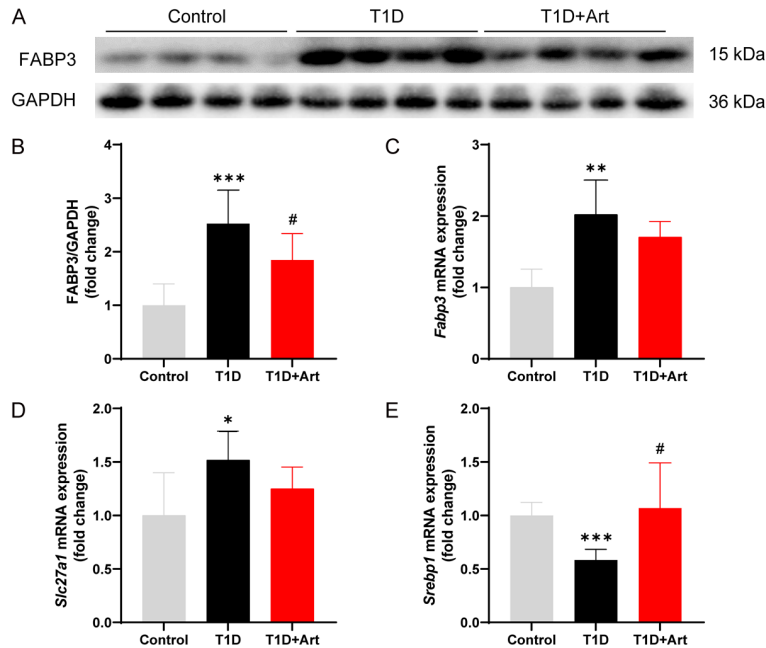 A
Control
T1D
T1D+Art
FABP3
15 kDa
GAPDH
36 kDa
B
FABP3/GAPDH
(fold change)
4
3
2
1
0
***
#
Control
T1D
T1D+Art
C
Fabp3 mRNA expression
(fold change)
3
2
1
0
**
Control
T1D
T1D+Art
D
Slc27a1 mRNA expression
(fold change)
2.0
1.5
1.0
0.5
0.0
*
Control
T1D
T1D+Art
E
Srebp1 mRNA expression
(fold change)
2.0
1.5
1.0
0.5
0.0
***
#
Control
T1D
T1D+Art